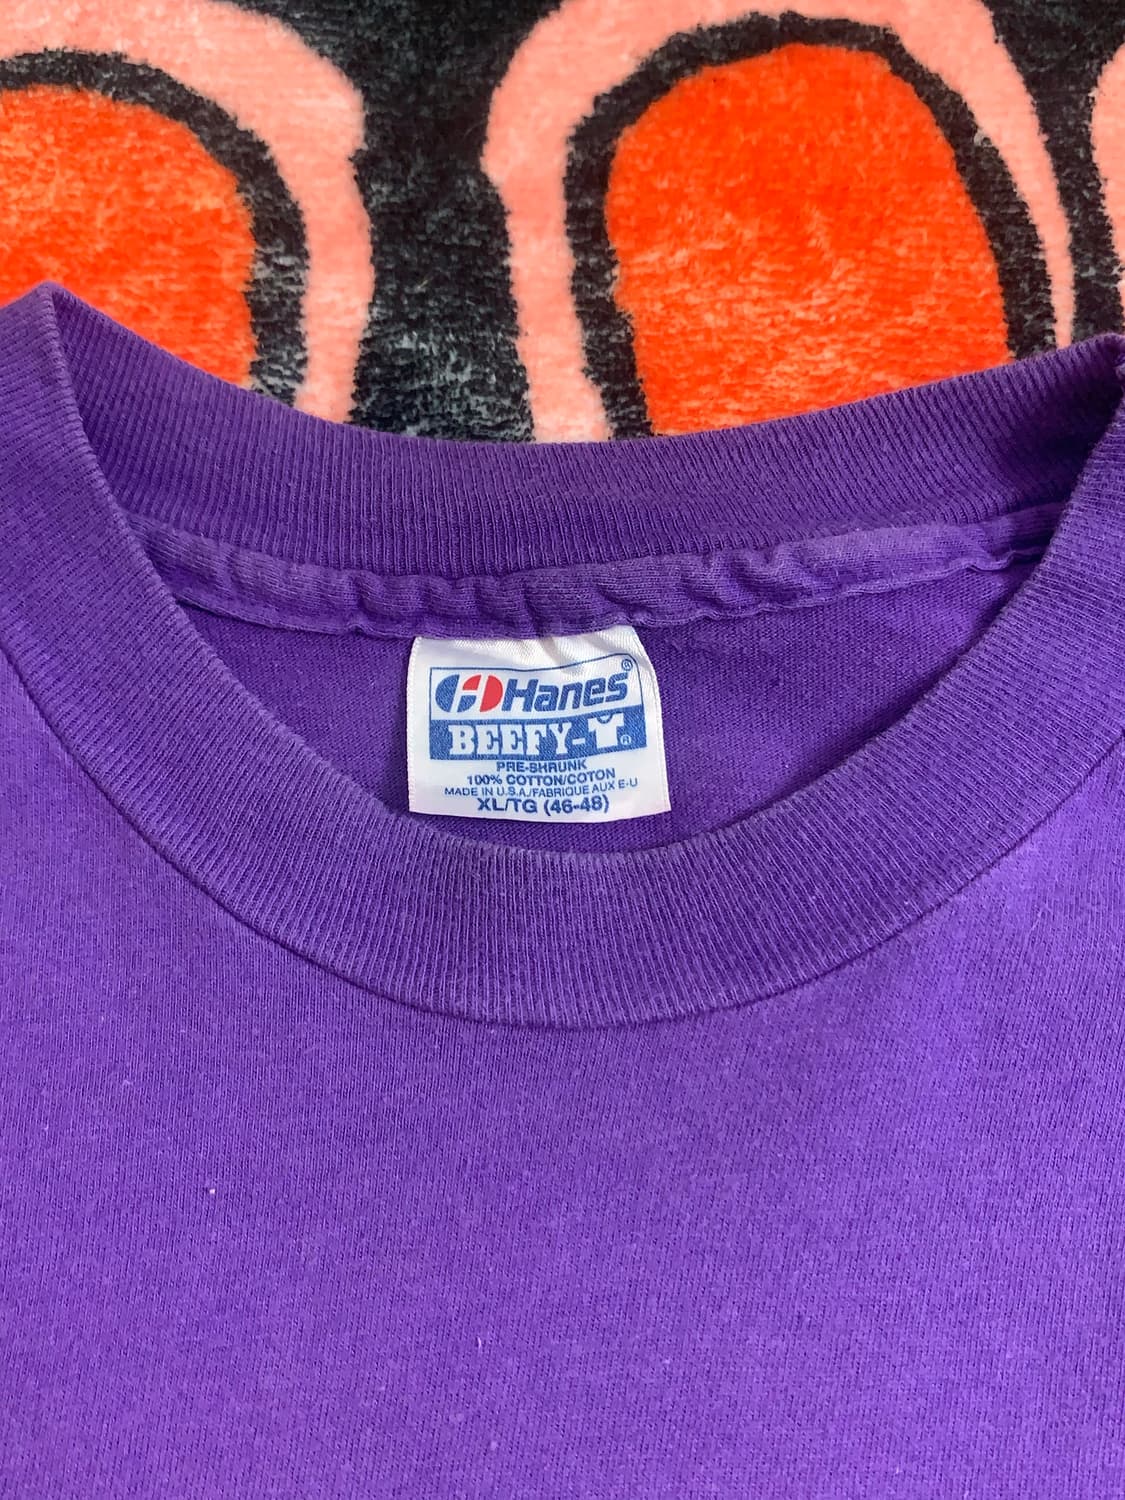 Hanes®
BEEFY-T®
PRE-SHRUNK
100% COTTON/COTON
MADE IN U.S.A./FABRIQUE AUX E-U
XL/TG (46-48)